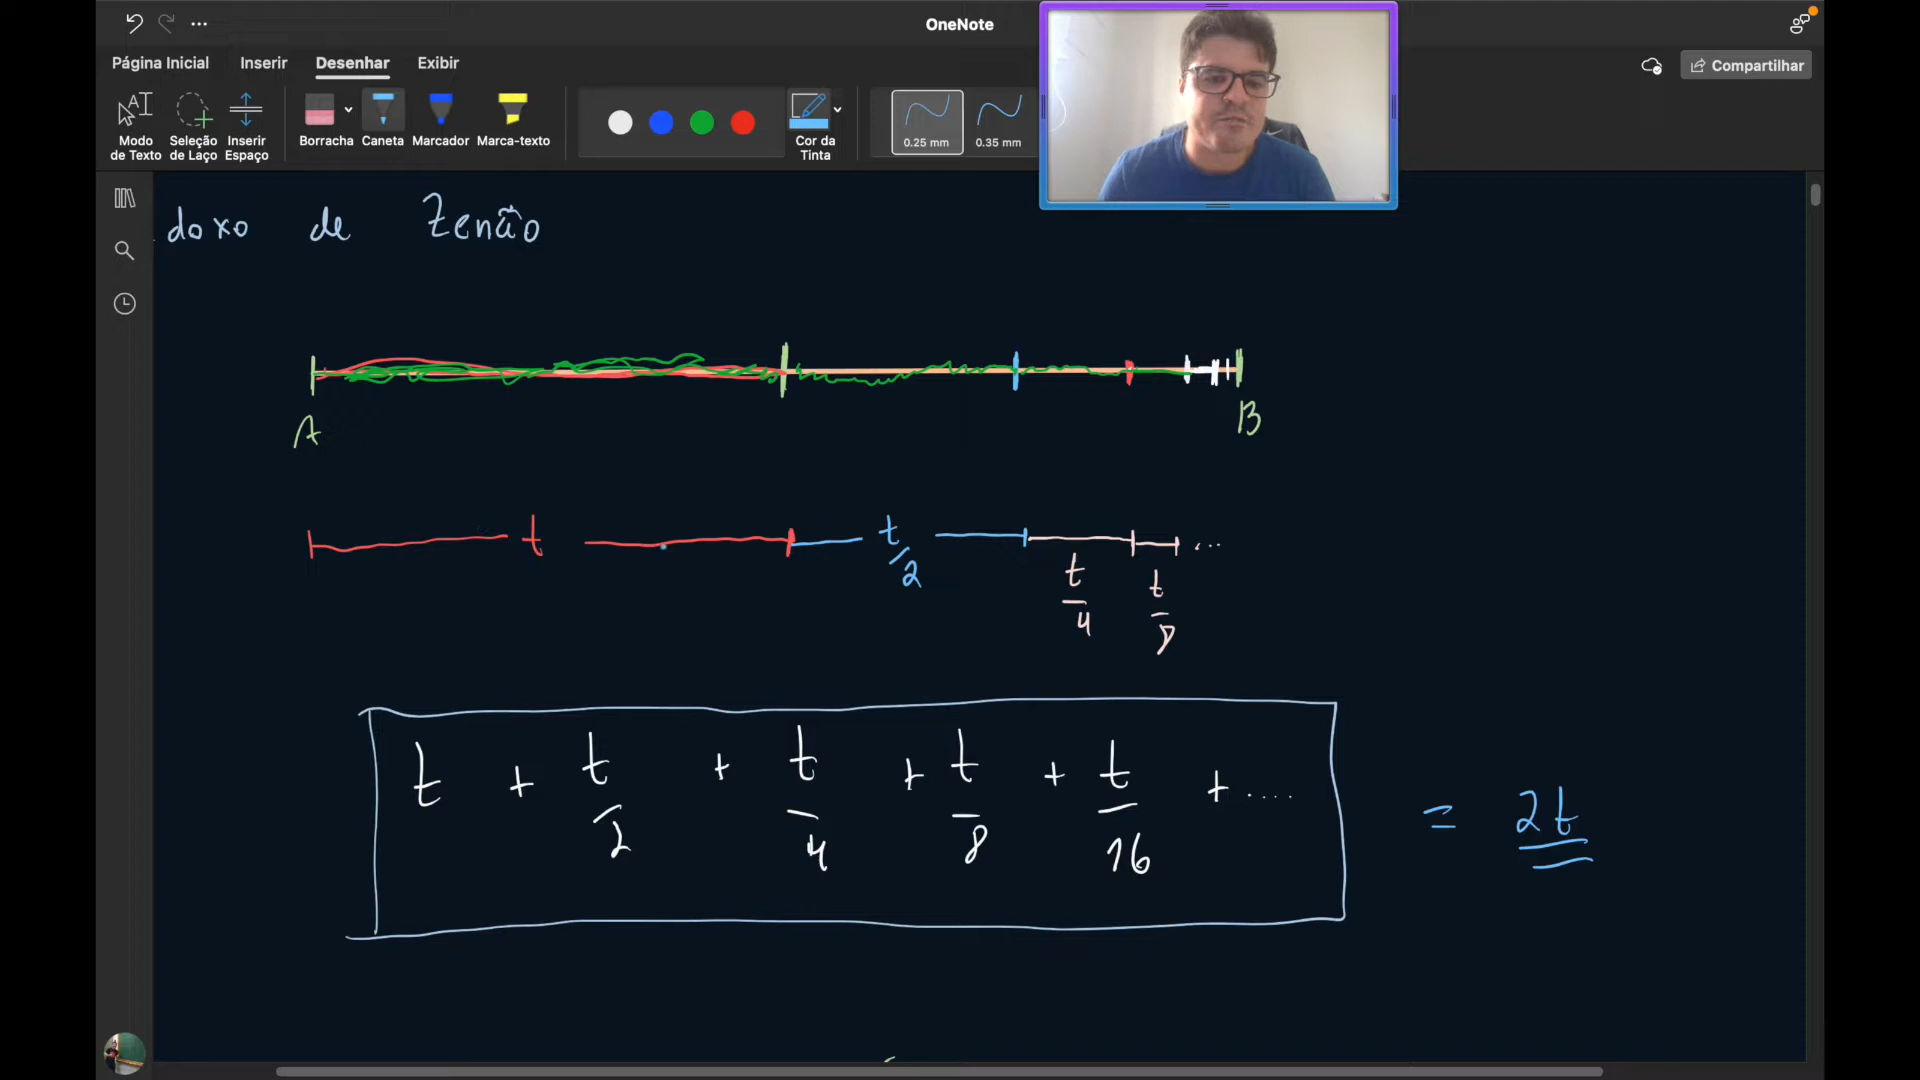 OneNote
Página Inicial Inserir Desenhar Exibir
Compartilhar
Modo de Texto
Seleção de Laço
Inserir Espaço
Borracha
Caneta
Marcador
Marca-texto
Cor da Tinta
0.25 mm
0.35 mm
doxo de Zenão
A B
t t/2 t/4 t/8 ...
t + t/2 + t/4 + t/8 + t/16 + .... = 2t